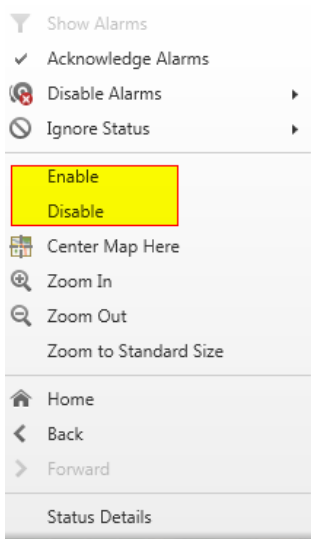 Show Alarms
Acknowledge Alarms
Disable Alarms
Ignore Status
Enable
Disable
Center Map Here
Zoom In
Zoom Out
Zoom to Standard Size
Home
Back
Forward
Status Details